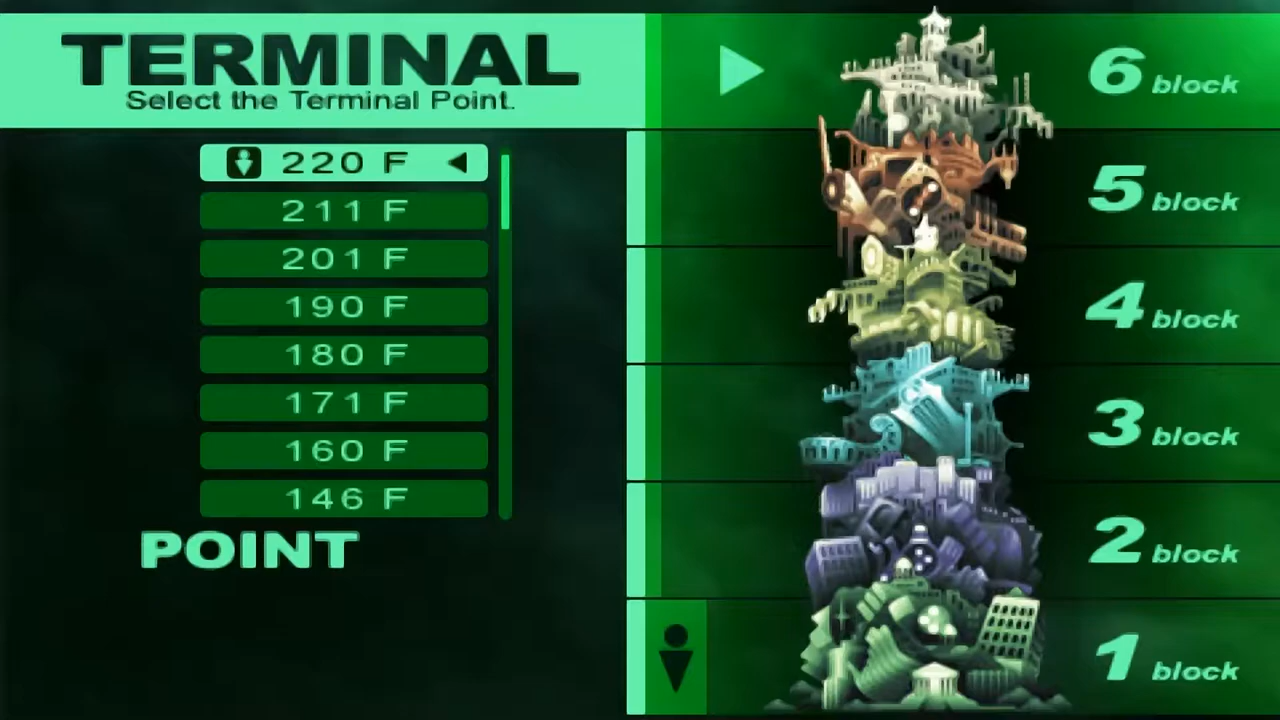 TERMINAL
Select the Terminal Point.
220 F
211 F
201 F
190 F
180 F
171 F
160 F
146 F
POINT
6 block
5 block
4 block
3 block
2 block
1 block